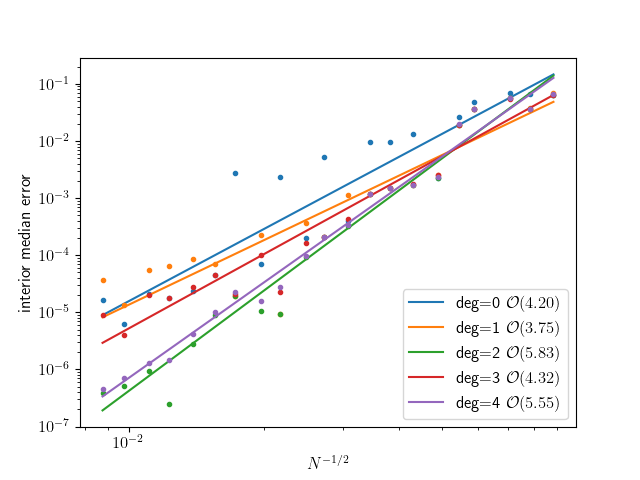 10⁻¹
10⁻²
10⁻³
10⁻⁴
10⁻⁵
10⁻⁶
10⁻⁷
interior median error
10⁻²
N⁻¹/²
deg=0 𝒪(4.20)
deg=1 𝒪(3.75)
deg=2 𝒪(5.83)
deg=3 𝒪(4.32)
deg=4 𝒪(5.55)